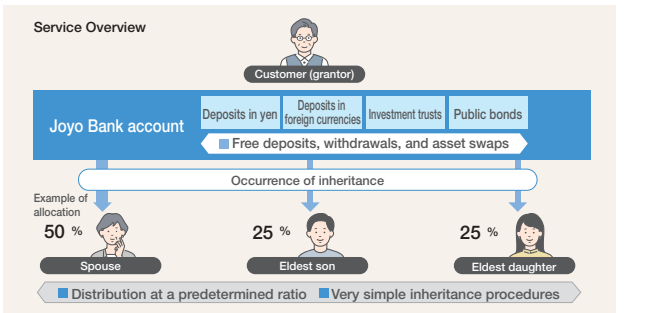 Service Overview
Customer (grantor)
Joyo Bank account
Deposits in yen
Deposits in
foreign currencies
Investment trusts
Public bonds
Free deposits, withdrawals, and asset swaps
Occurrence of inheritance
Example of
allocation
50 %
25 %
25 %
Spouse
Eldest son
Eldest daughter
Distribution at a predetermined ratio
Very simple inheritance procedures